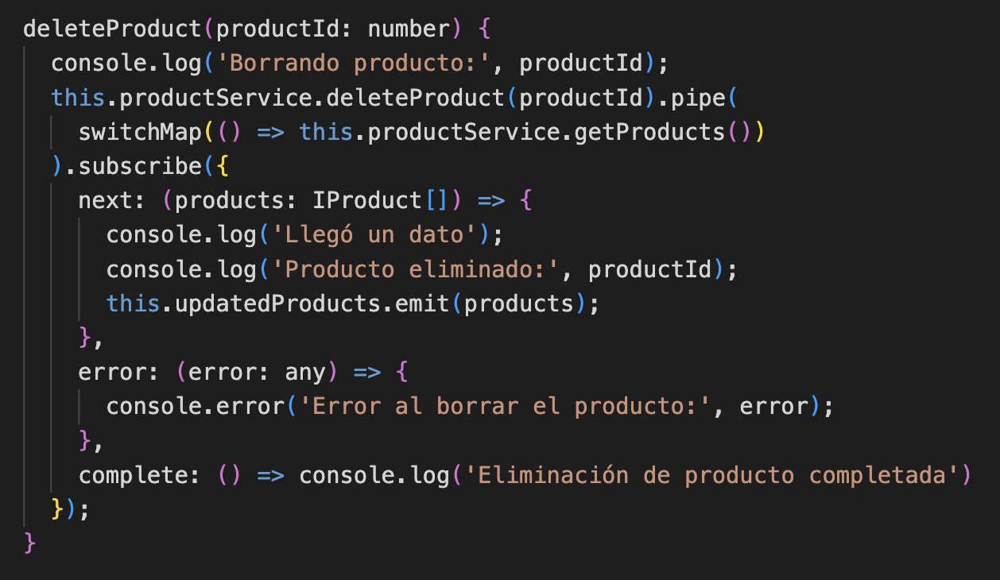 deleteProduct(productId: number) {
console.log('Borrando producto:', productId);
this.productService.deleteProduct(productId).pipe(
switchMap(() => this.productService.getProducts())
).subscribe({
next: (products: IProduct[]) => {
console.log('Llegó un dato');
console.log('Producto eliminado:', productId);
this.updatedProducts.emit(products);
},
error: (error: any) => {
console.error('Error al borrar el producto:', error);
},
complete: () => console.log('Eliminación de producto completada')
});
}